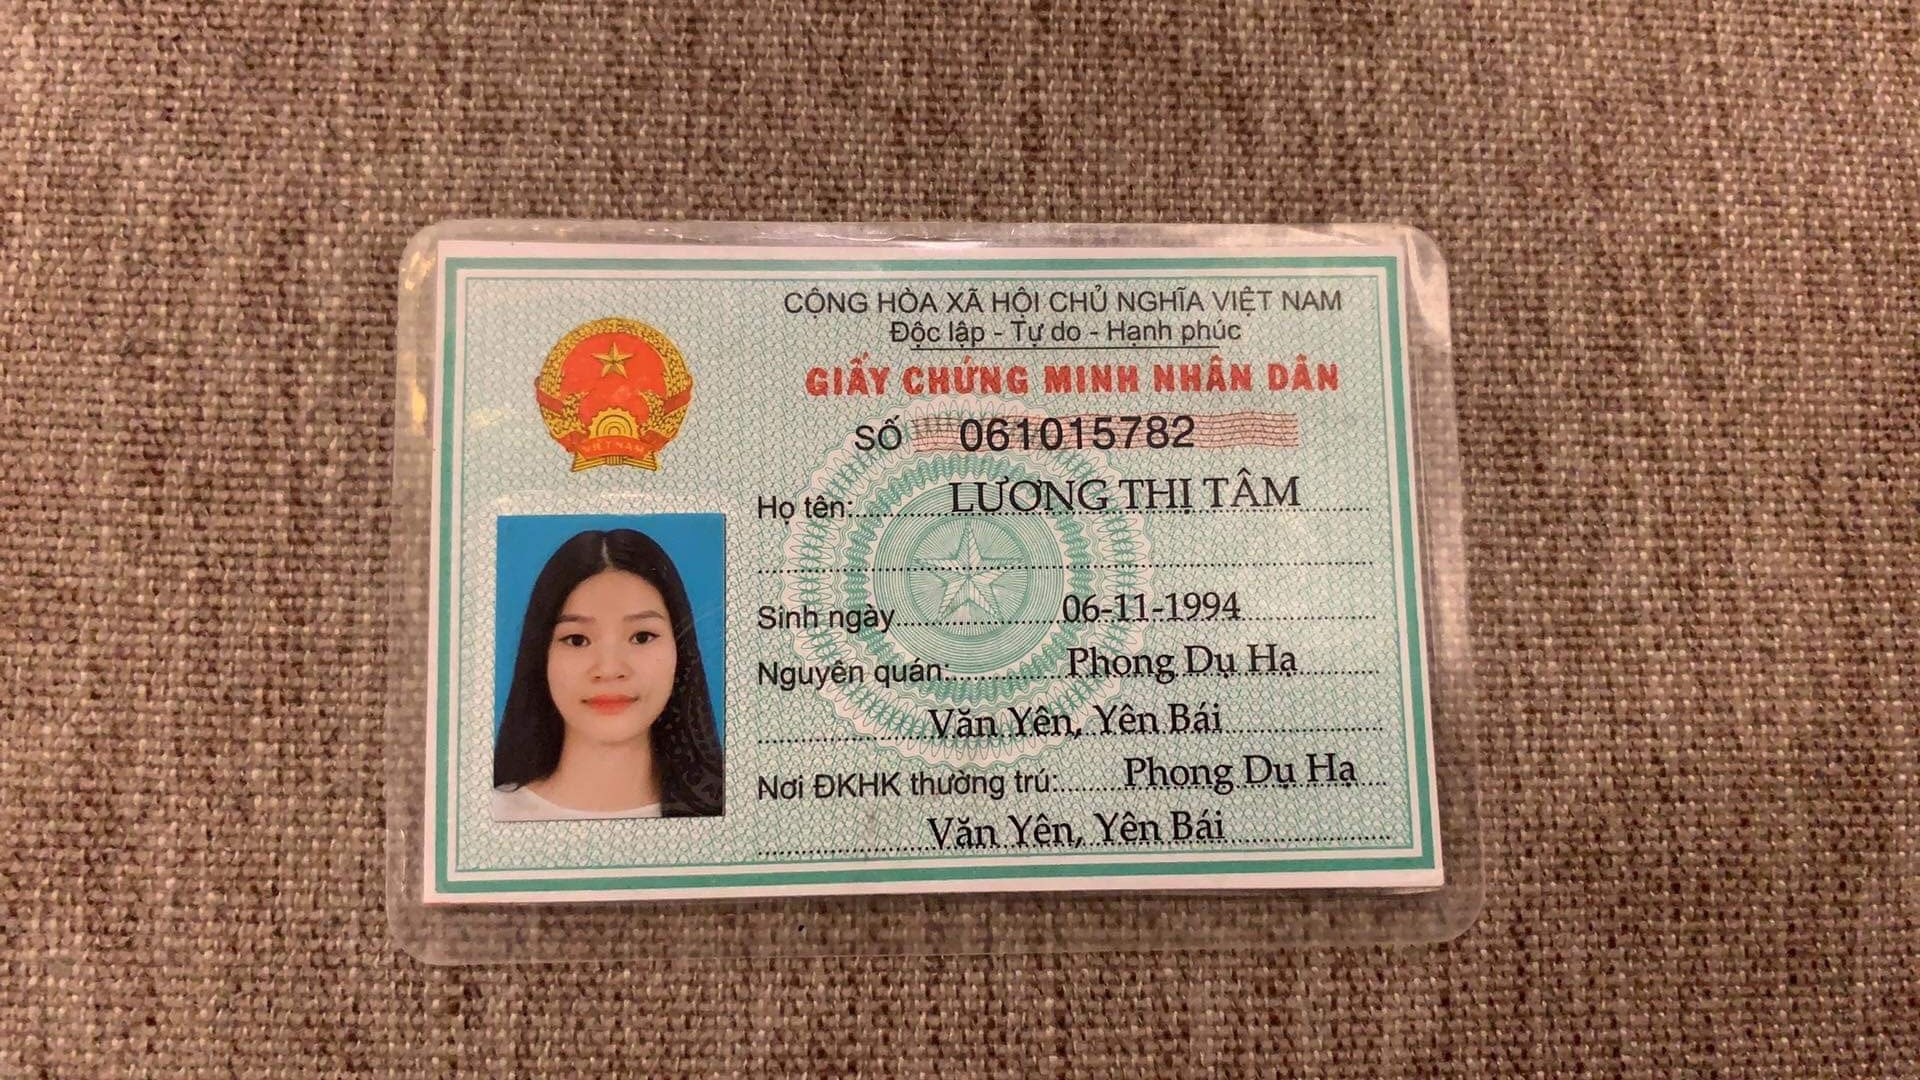 CỘNG HÒA XÃ HỘI CHỦ NGHĨA VIỆT NAM
Độc lập - Tự do - Hạnh phúc
GIẤY CHỨNG MINH NHÂN DÂN
SỐ 061015782
VIỆT NAM
Họ tên: LƯƠNG THỊ TÂM
Sinh ngày 06-11-1994
Nguyên quán: Phong Dụ Hạ
Văn Yên, Yên Bái
Nơi ĐKHK thường trú: Phong Dụ Hạ
Văn Yên, Yên Bái